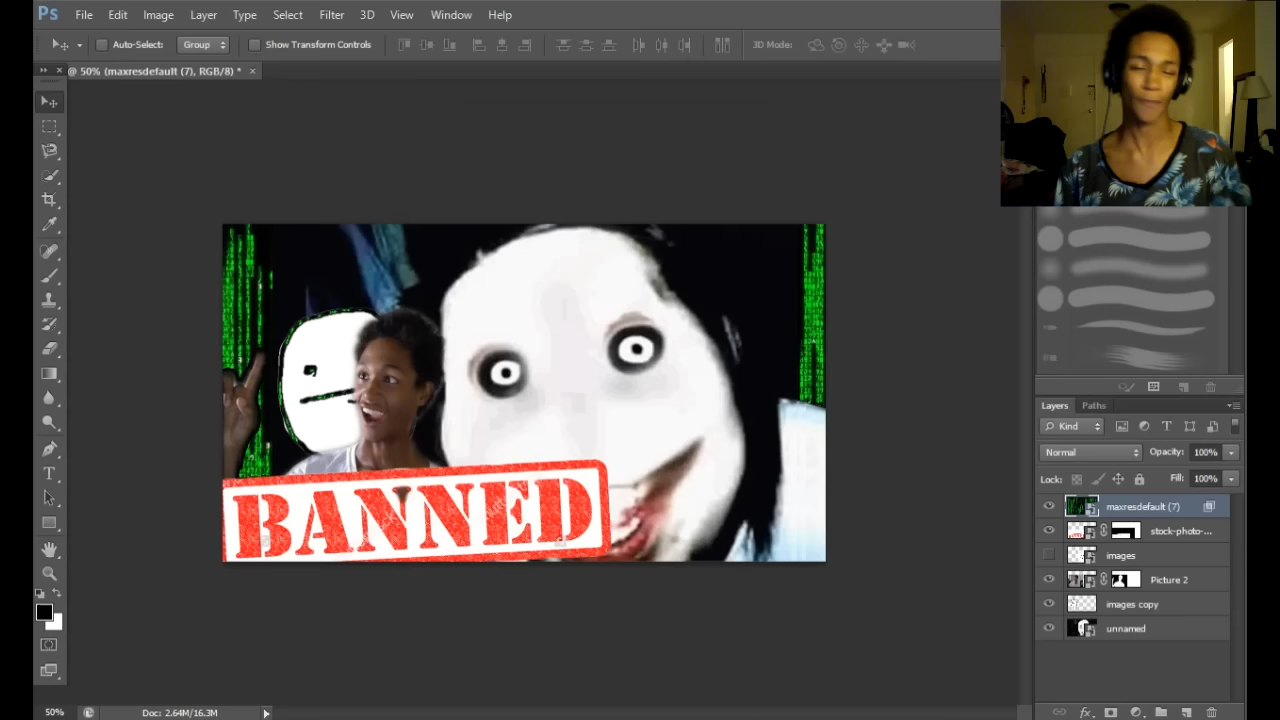 Ps File Edit Image Layer Type Select Filter 3D View Window Help
Auto-Select: Group Show Transform Controls 3D Mode:
@ 50% (maxresdefault (7), RGB/8) * ×
BANNED
Layers Paths
Kind
Normal Opacity: 100%
Lock: Fill: 100%
maxresdefault (7)
stock-photo-...
images
Picture 2
images copy
unnamed
50% Doc: 2.64M/16.3M